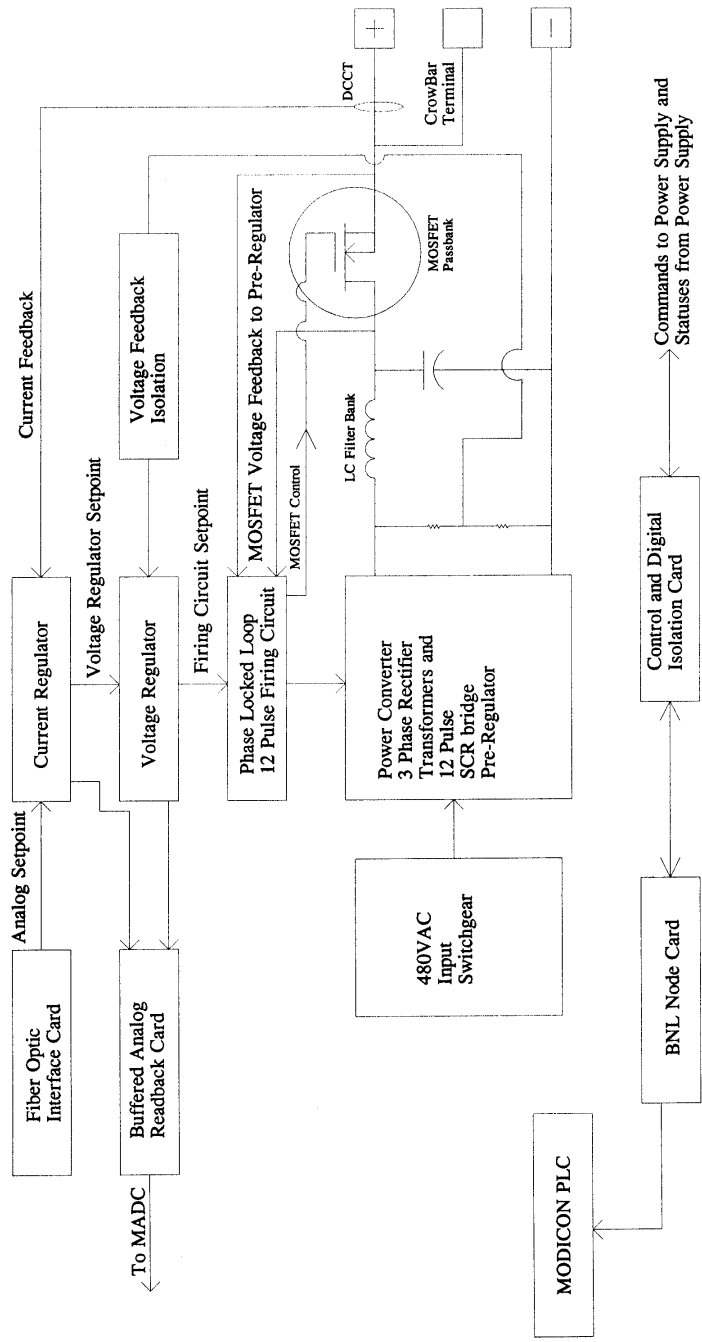 Fiber Optic
Interface Card
Analog Setpoint
Current Regulator
Current Feedback
DCCT
+
Buffered Analog
Readback Card
To MADC
Voltage Regulator Setpoint
Voltage Regulator
Voltage Feedback
Isolation
Firing Circuit Setpoint
Phase Locked Loop
12 Pulse Firing Circuit
MOSFET Voltage Feedback to Pre-Regulator
MOSFET Control
CrowBar
Terminal
MOSFET
Passbank
LC Filter Bank
-
480VAC
Input
Switchgear
Power Converter
3 Phase Rectifier
Transformers and
12 Pulse
SCR bridge
Pre-Regulator
MODICON PLC
BNL Node Card
Control and Digital
Isolation Card
Commands to Power Supply and
Statuses from Power Supply